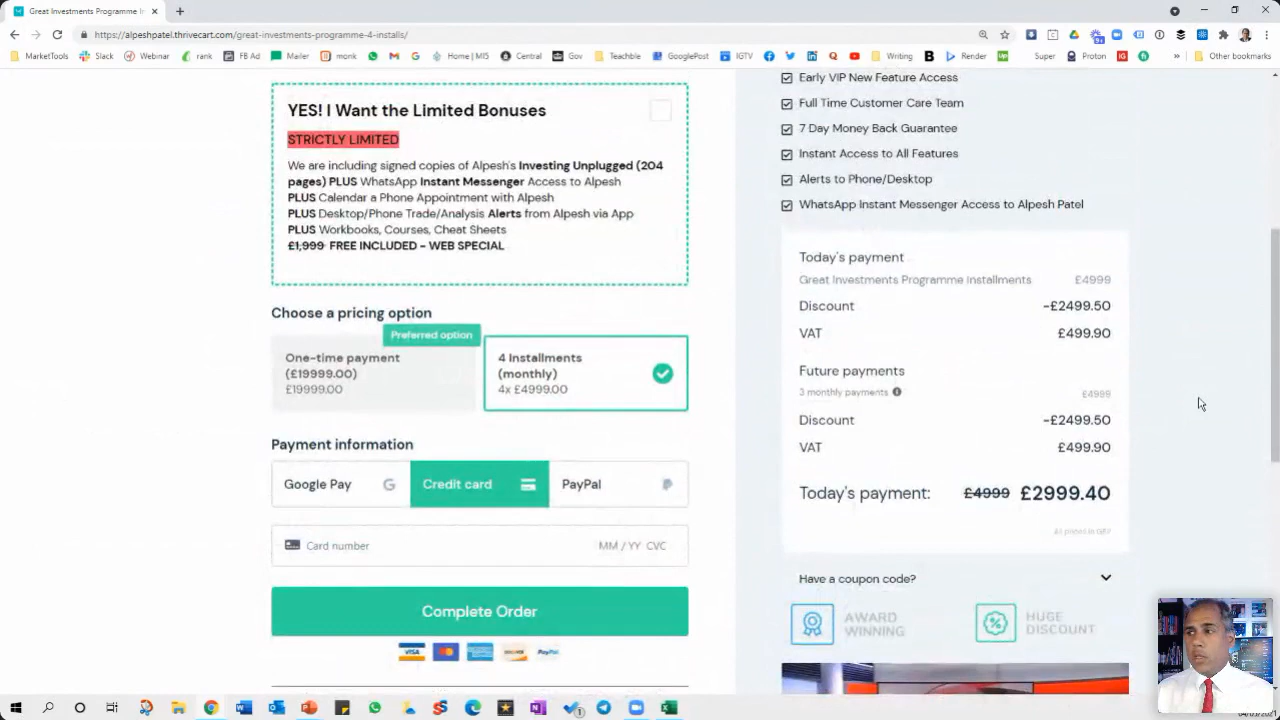 Great Investments Programme In
https://alpeshpatel.thrivecart.com/great-investments-programme-4-installs/
MarketTools
Slack
Webinar
FB Ad
Mailer
monk
Home | MIS
Central
Gov
Teachble
GooglePost
IGTV
Writing
Render
Super
Proton
Other bookmarks
YES! I Want the Limited Bonuses
STRICTLY LIMITED
We are including signed copies of Alpesh's Investing Unplugged (204
pages) PLUS WhatsApp Instant Messenger Access to Alpesh
PLUS Calendar a Phone Appointment with Alpesh
PLUS Desktop/Phone Trade/Analysis Alerts from Alpesh via App
PLUS Workbooks, Courses, Cheat Sheets
£1,999 FREE INCLUDED - WEB SPECIAL
Choose a pricing option
Preferred option
One-time payment
(£19999.00)
£19999.00
4 Installments
(monthly)
4x £4999.00
Payment information
Google Pay
Credit card
PayPal
Card number
MM / YY CVC
Complete Order
VISA
PayPal
Early VIP New Feature Access
Full Time Customer Care Team
7 Day Money Back Guarantee
Instant Access to All Features
Alerts to Phone/Desktop
WhatsApp Instant Messenger Access to Alpesh Patel
Today's payment
Great Investments Programme Installments £4999
Discount -£2499.50
VAT £499.90
Future payments
3 monthly payments £4999
Discount -£2499.50
VAT £499.90
Today's payment: £4999 £2999.40
All prices in GBP
Have a coupon code?
AWARD
WINNING
HUGE
DISCOUNT